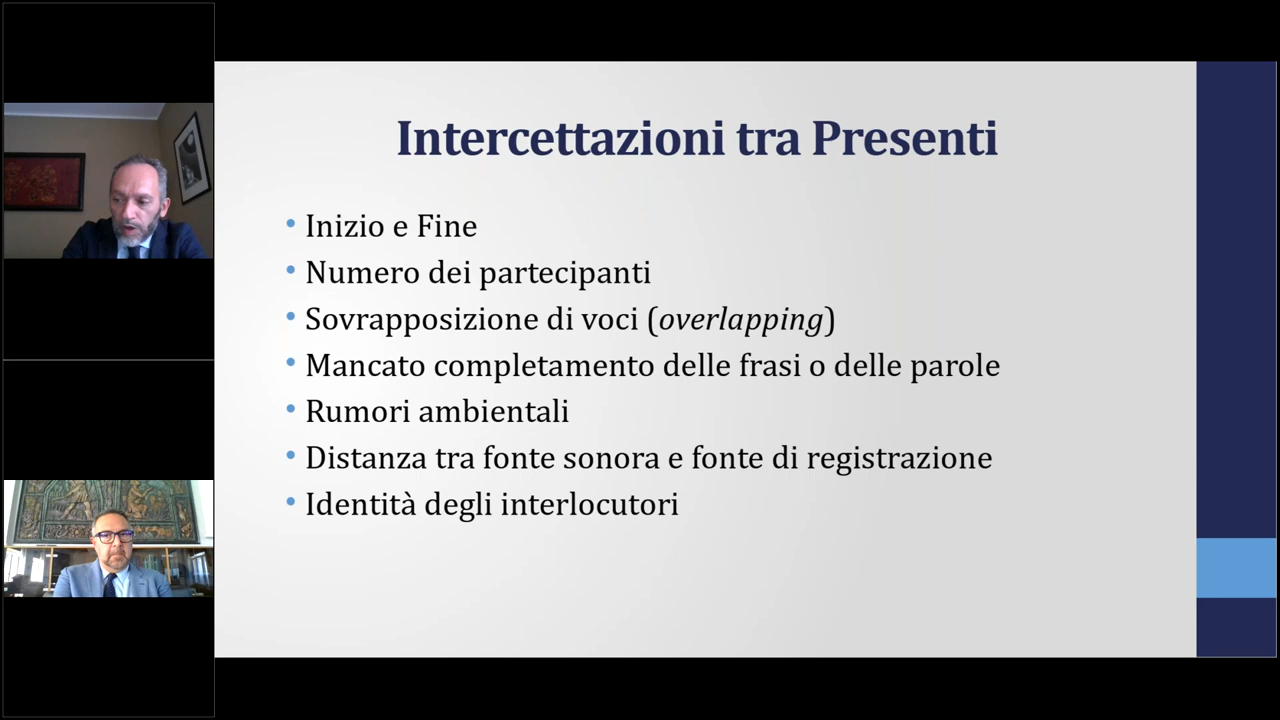 Intercettazioni tra Presenti
• Inizio e Fine
• Numero dei partecipanti
• Sovrapposizione di voci (overlapping)
• Mancato completamento delle frasi o delle parole
• Rumori ambientali
• Distanza tra fonte sonora e fonte di registrazione
• Identità degli interlocutori